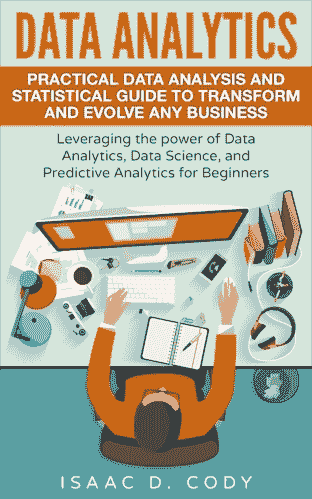 DATA ANALYTICS
PRACTICAL DATA ANALYSIS AND
STATISTICAL GUIDE TO TRANSFORM
AND EVOLVE ANY BUSINESS
Leveraging the power of Data
Analytics, Data Science, and
Predictive Analytics for Beginners
ISAAC D. CODY